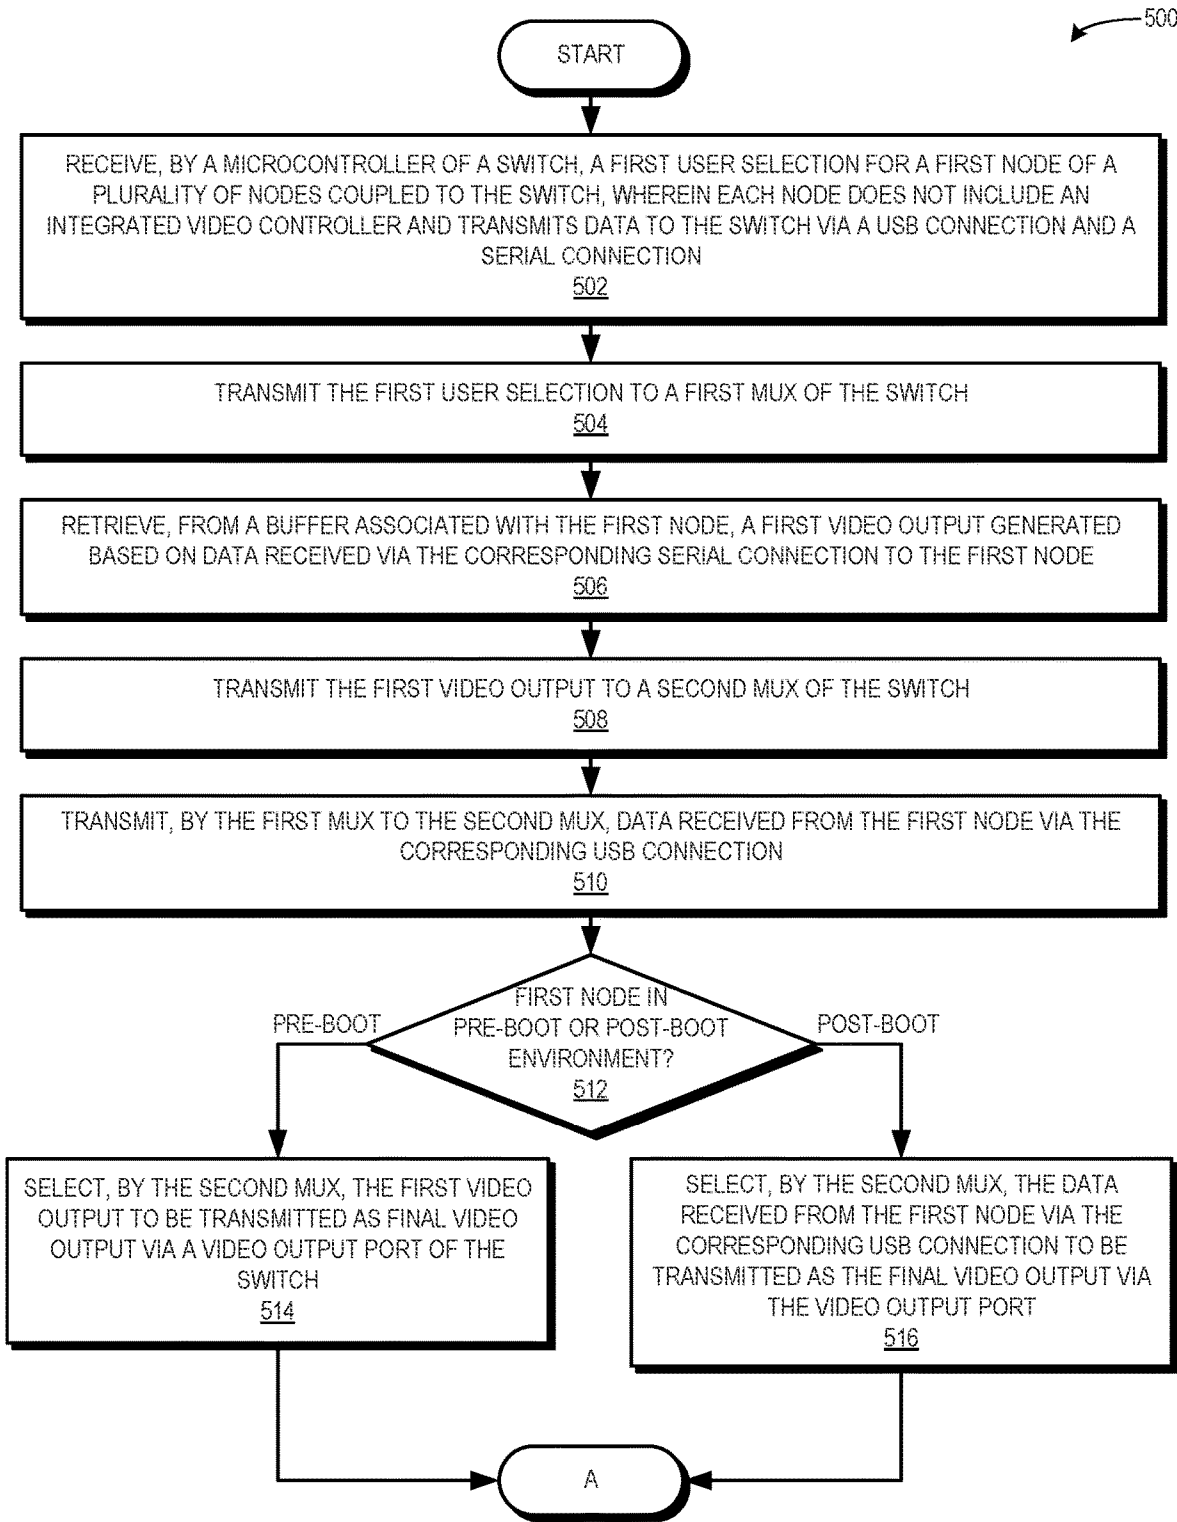 500
START
RECEIVE, BY A MICROCONTROLLER OF A SWITCH, A FIRST USER SELECTION FOR A FIRST NODE OF A
PLURALITY OF NODES COUPLED TO THE SWITCH, WHEREIN EACH NODE DOES NOT INCLUDE AN
INTEGRATED VIDEO CONTROLLER AND TRANSMITS DATA TO THE SWITCH VIA A USB CONNECTION AND A
SERIAL CONNECTION
502
TRANSMIT THE FIRST USER SELECTION TO A FIRST MUX OF THE SWITCH
504
RETRIEVE, FROM A BUFFER ASSOCIATED WITH THE FIRST NODE, A FIRST VIDEO OUTPUT GENERATED
BASED ON DATA RECEIVED VIA THE CORRESPONDING SERIAL CONNECTION TO THE FIRST NODE
506
TRANSMIT THE FIRST VIDEO OUTPUT TO A SECOND MUX OF THE SWITCH
508
TRANSMIT, BY THE FIRST MUX TO THE SECOND MUX, DATA RECEIVED FROM THE FIRST NODE VIA THE
CORRESPONDING USB CONNECTION
510
FIRST NODE IN
PRE-BOOT OR POST-BOOT
ENVIRONMENT?
512
PRE-BOOT
POST-BOOT
SELECT, BY THE SECOND MUX, THE FIRST VIDEO
OUTPUT TO BE TRANSMITTED AS FINAL VIDEO
OUTPUT VIA A VIDEO OUTPUT PORT OF THE
SWITCH
514
SELECT, BY THE SECOND MUX, THE DATA
RECEIVED FROM THE FIRST NODE VIA THE
CORRESPONDING USB CONNECTION TO BE
TRANSMITTED AS THE FINAL VIDEO OUTPUT VIA
THE VIDEO OUTPUT PORT
516
A